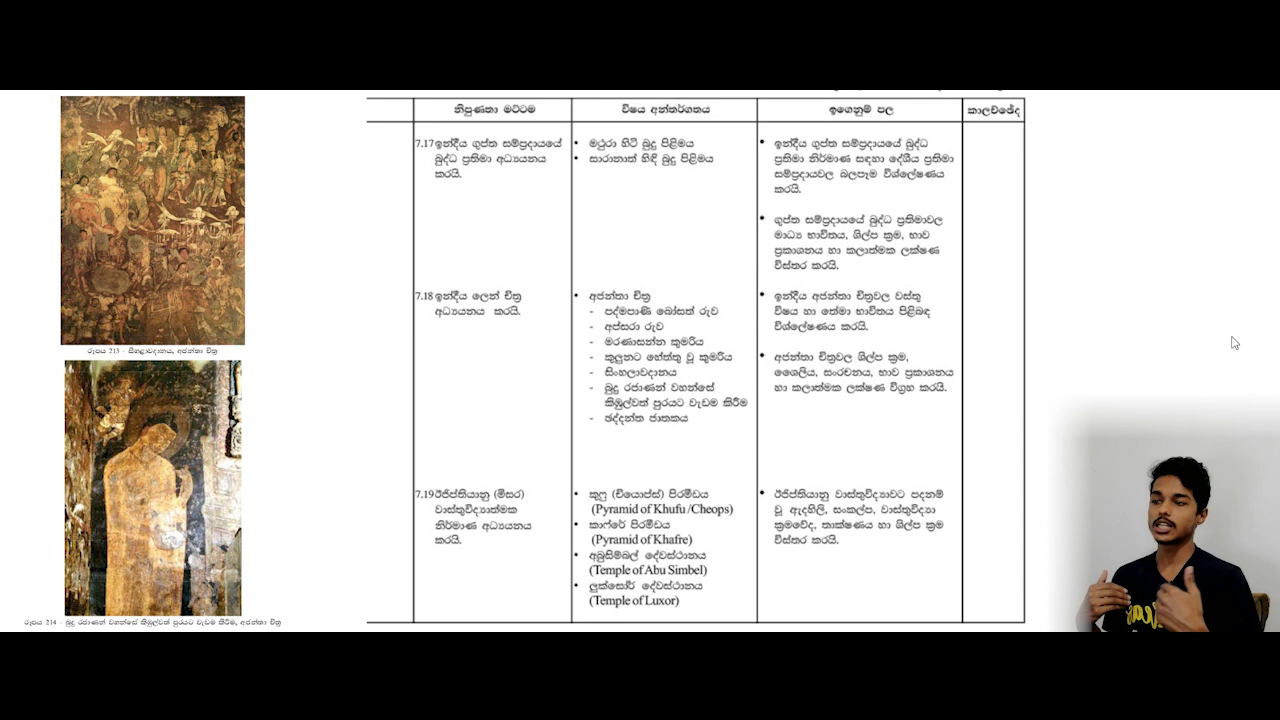 රූපය 213 - සිංහලාවදානය, අජන්තා චිත්‍ර
රූපය 214 - බුදු රජාණන් වහන්සේ කිඹුල්වත් පුරයට වැඩම කිරීම, අජන්තා චිත්‍ර
නිපුණතා මට්ටම
විෂය අන්තර්ගතය
ඉගෙනුම් පල
කාලච්ඡේද
7.17 ඉන්දීය ගුප්ත සම්ප්‍රදායයේ
බුද්ධ ප්‍රතිමා අධ්‍යයනය
කරයි.
• මථුරා හිටි බුදු පිළිමය
• සාරානාත් හිඳි බුදු පිළිමය
• ඉන්දීය ගුප්ත සම්ප්‍රදායයේ බුද්ධ
ප්‍රතිමා නිර්මාණ සඳහා දේශීය ප්‍රතිමා
සම්ප්‍රදායවල බලපෑම විශ්ලේෂණය
කරයි.
• ගුප්ත සම්ප්‍රදායයේ බුද්ධ ප්‍රතිමාවල
මාධ්‍ය භාවිතය, ශිල්ප ක්‍රම, භාව
ප්‍රකාශනය හා කලාත්මක ලක්ෂණ
විස්තර කරයි.
7.18 ඉන්දීය ලෙන් චිත්‍ර
අධ්‍යයනය කරයි.
• අජන්තා චිත්‍ර
- පද්මපාණි බෝසත් රුව
- අප්සරා රුව
- මරණාසන්න කුමරිය
- කුලුනට හේත්තු වූ කුමරිය
- සිංහලාවදානය
- බුදු රජාණන් වහන්සේ
කිඹුල්වත් පුරයට වැඩම කිරීම
- ඡද්දන්ත ජාතකය
• ඉන්දීය අජන්තා චිත්‍රවල වස්තු
විෂය හා තේමා භාවිතය පිළිබඳ
විශ්ලේෂණය කරයි.
• අජන්තා චිත්‍රවල ශිල්ප ක්‍රම,
ශෛලිය, සංරචනය, භාව ප්‍රකාශනය
හා කලාත්මක ලක්ෂණ විග්‍රහ කරයි.
7.19 ඊජිප්තියානු (මිසර)
වාස්තුවිද්‍යාත්මක
නිර්මාණ අධ්‍යයනය
කරයි.
• කුෆු (චියොප්ස්) පිරමීඩය
(Pyramid of Khufu /Cheops)
• කාෆ්රේ පිරමීඩය
(Pyramid of Khafre)
• අබුසිම්බල් දේවස්ථානය
(Temple of Abu Simbel)
• ලුක්සෝර් දේවස්ථානය
(Temple of Luxor)
• ඊජිප්තියානු වාස්තුවිද්‍යාවට පදනම්
වූ ඇදහිලි, සංකල්ප, වාස්තුවිද්‍යා
ක්‍රමවේද, තාක්ෂණය හා ශිල්ප ක්‍රම
විස්තර කරයි.